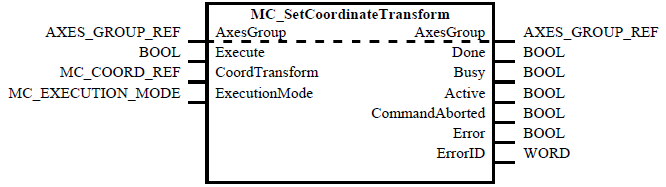 MC_SetCoordinateTransform
AXES_GROUP_REF AxesGroup AxesGroup AXES_GROUP_REF
BOOL Execute Done BOOL
MC_COORD_REF CoordTransform Busy BOOL
MC_EXECUTION_MODE ExecutionMode Active BOOL
CommandAborted BOOL
Error BOOL
ErrorID WORD